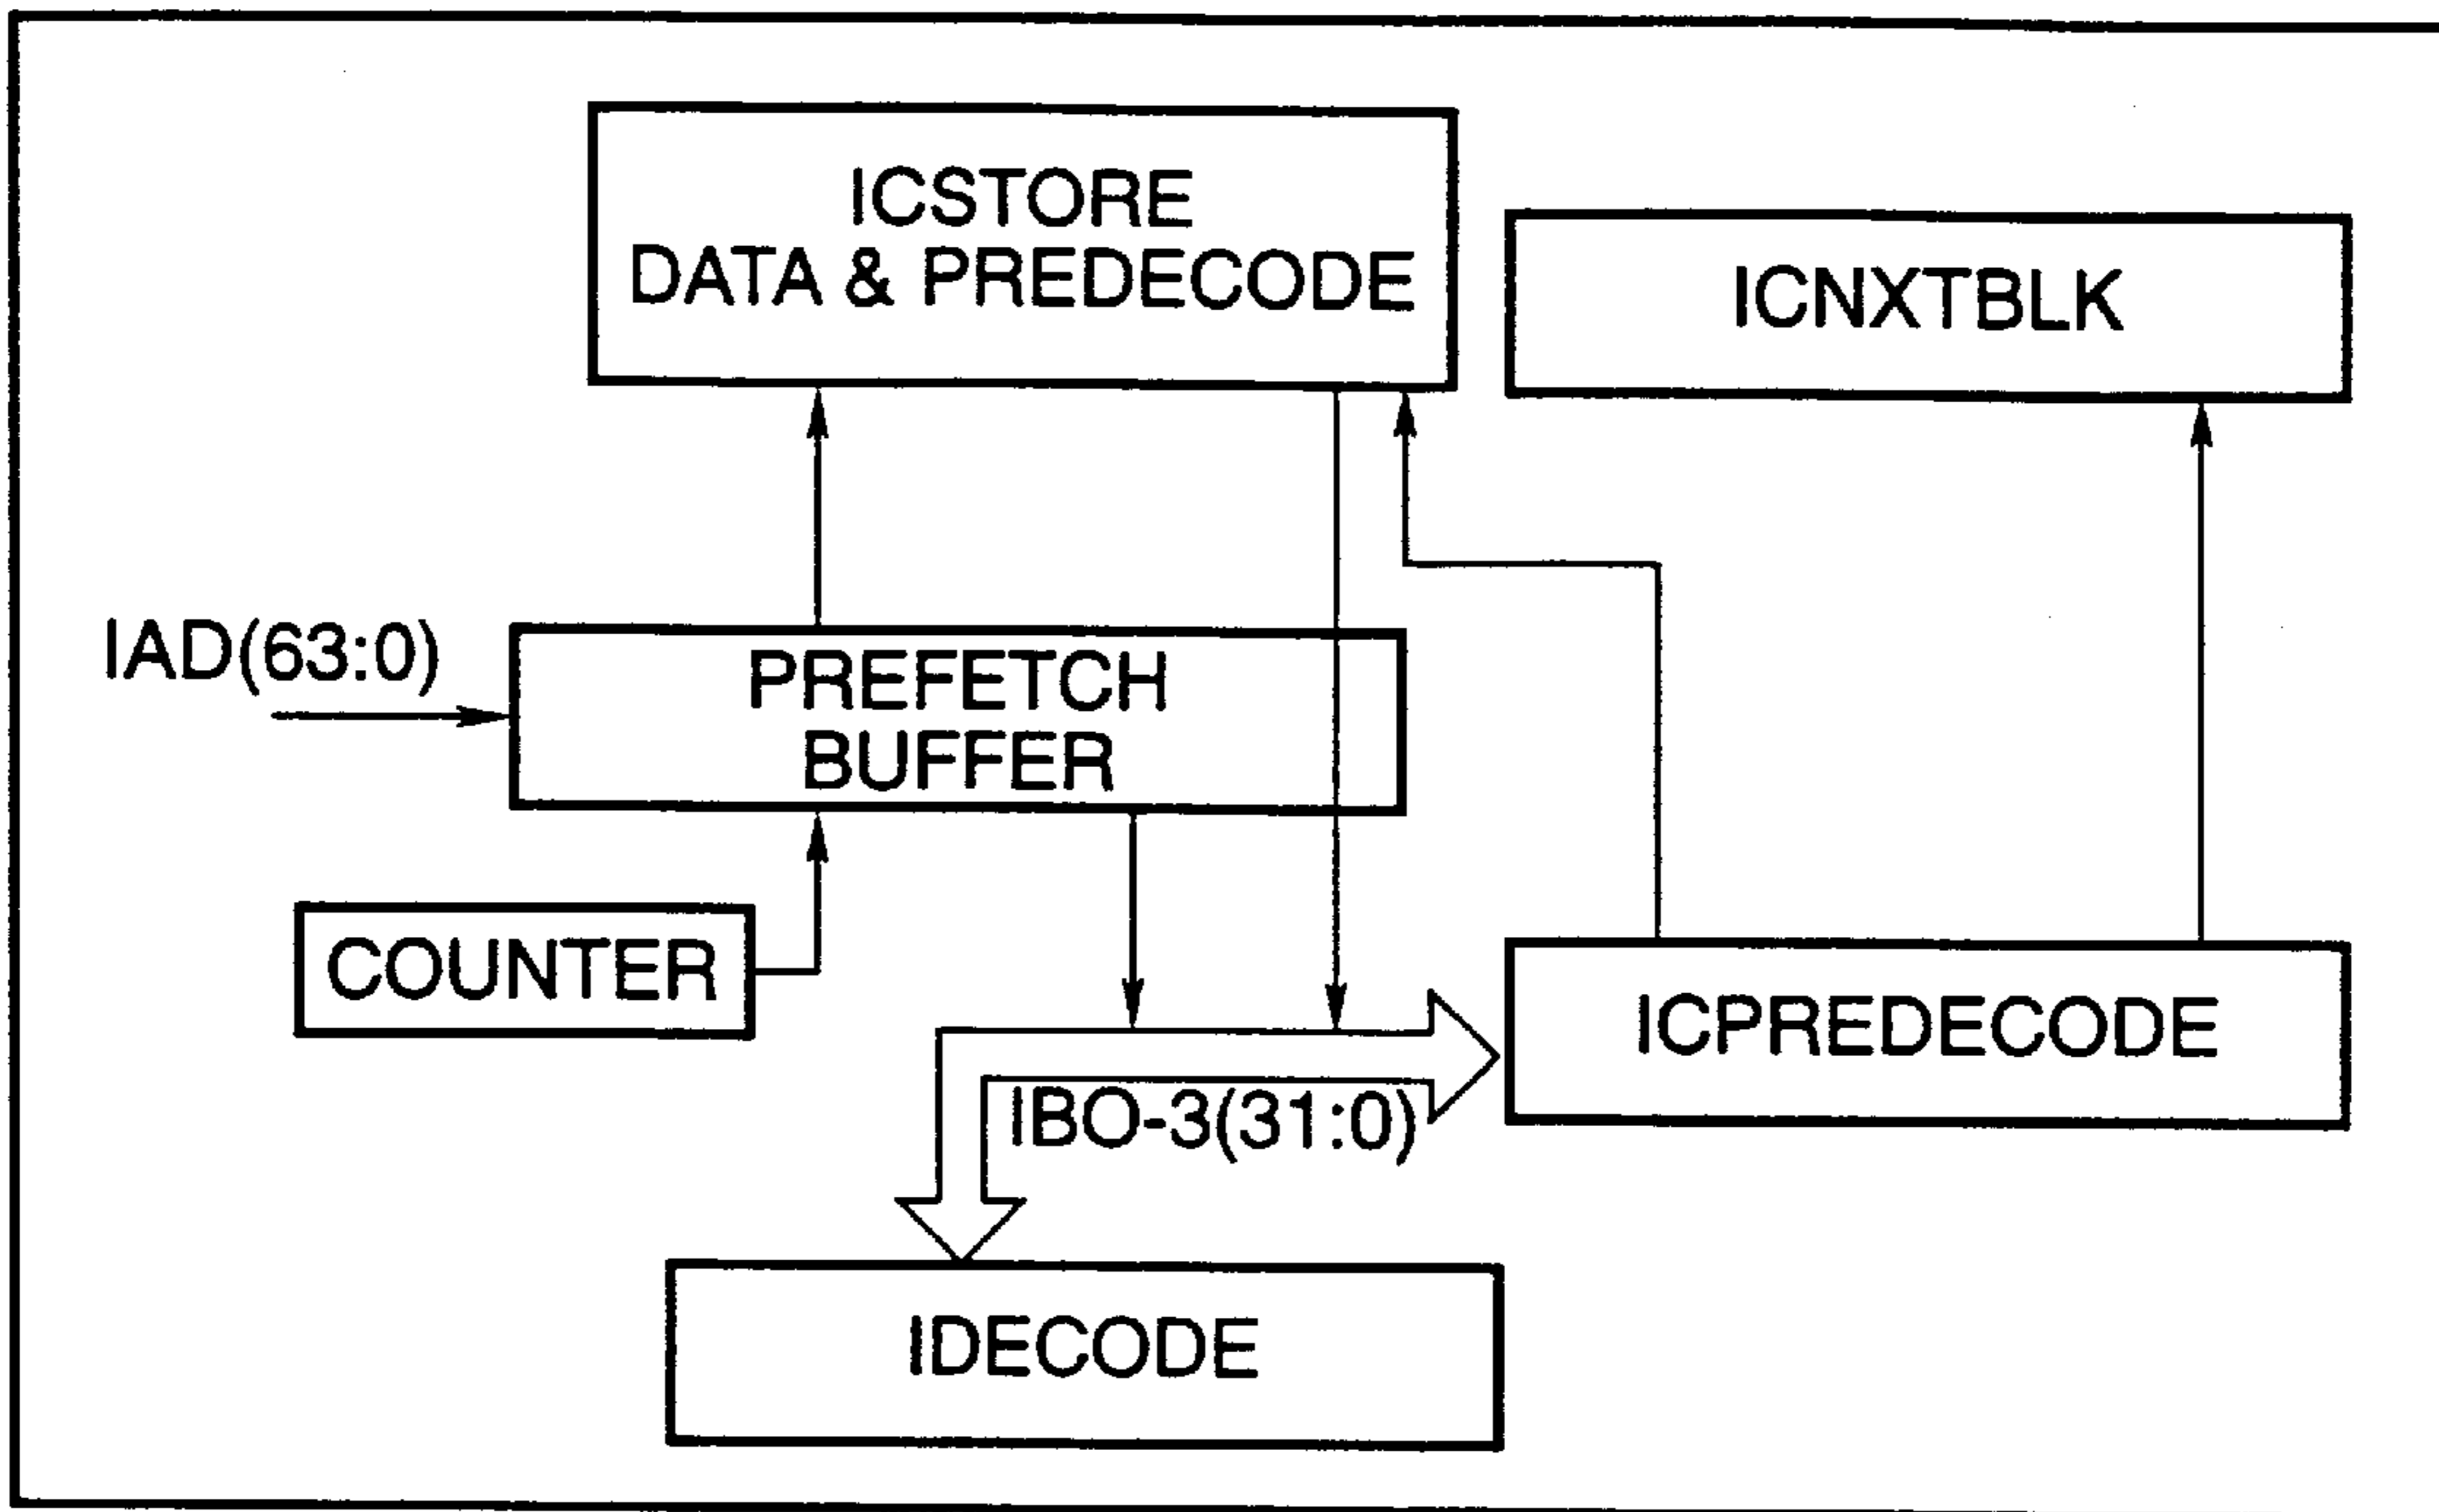 ICSTORE
DATA & PREDECODE
ICNXTBLK
IAD(63:0)
PREFETCH
BUFFER
COUNTER
ICPREDECODE
IBO-3(31:0)
IDECODE